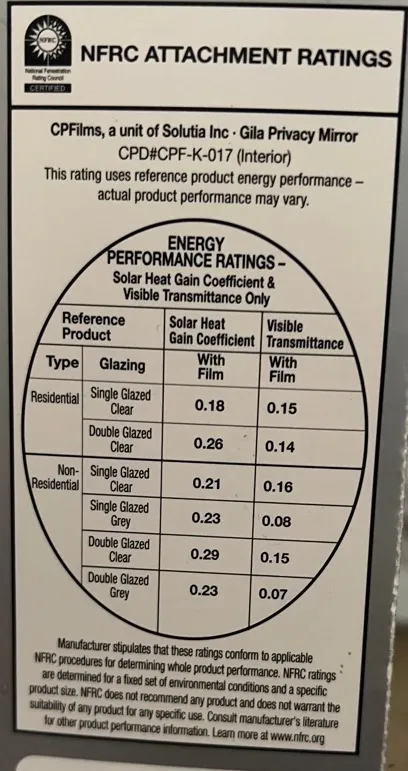 NFRC
National Fenestration
Rating Council
CERTIFIED
NFRC ATTACHMENT RATINGS
CPFilms, a unit of Solutia Inc · Gila Privacy Mirror
CPD#CPF-K-017 (Interior)
This rating uses reference product energy performance –
actual product performance may vary.
ENERGY
PERFORMANCE RATINGS –
Solar Heat Gain Coefficient &
Visible Transmittance Only
Reference Product Solar Heat Gain Coefficient Visible Transmittance
Type Glazing With Film With Film
Residential Single Glazed Clear 0.18 0.15
Double Glazed Clear 0.26 0.14
Non-Residential Single Glazed Clear 0.21 0.16
Single Glazed Grey 0.23 0.08
Double Glazed Clear 0.29 0.15
Double Glazed Grey 0.23 0.07
Manufacturer stipulates that these ratings conform to applicable
NFRC procedures for determining whole product performance. NFRC ratings
are determined for a fixed set of environmental conditions and a specific
product size. NFRC does not recommend any product and does not warrant the
suitability of any product for any specific use. Consult manufacturer's literature
for other product performance information. Learn more at www.nfrc.org